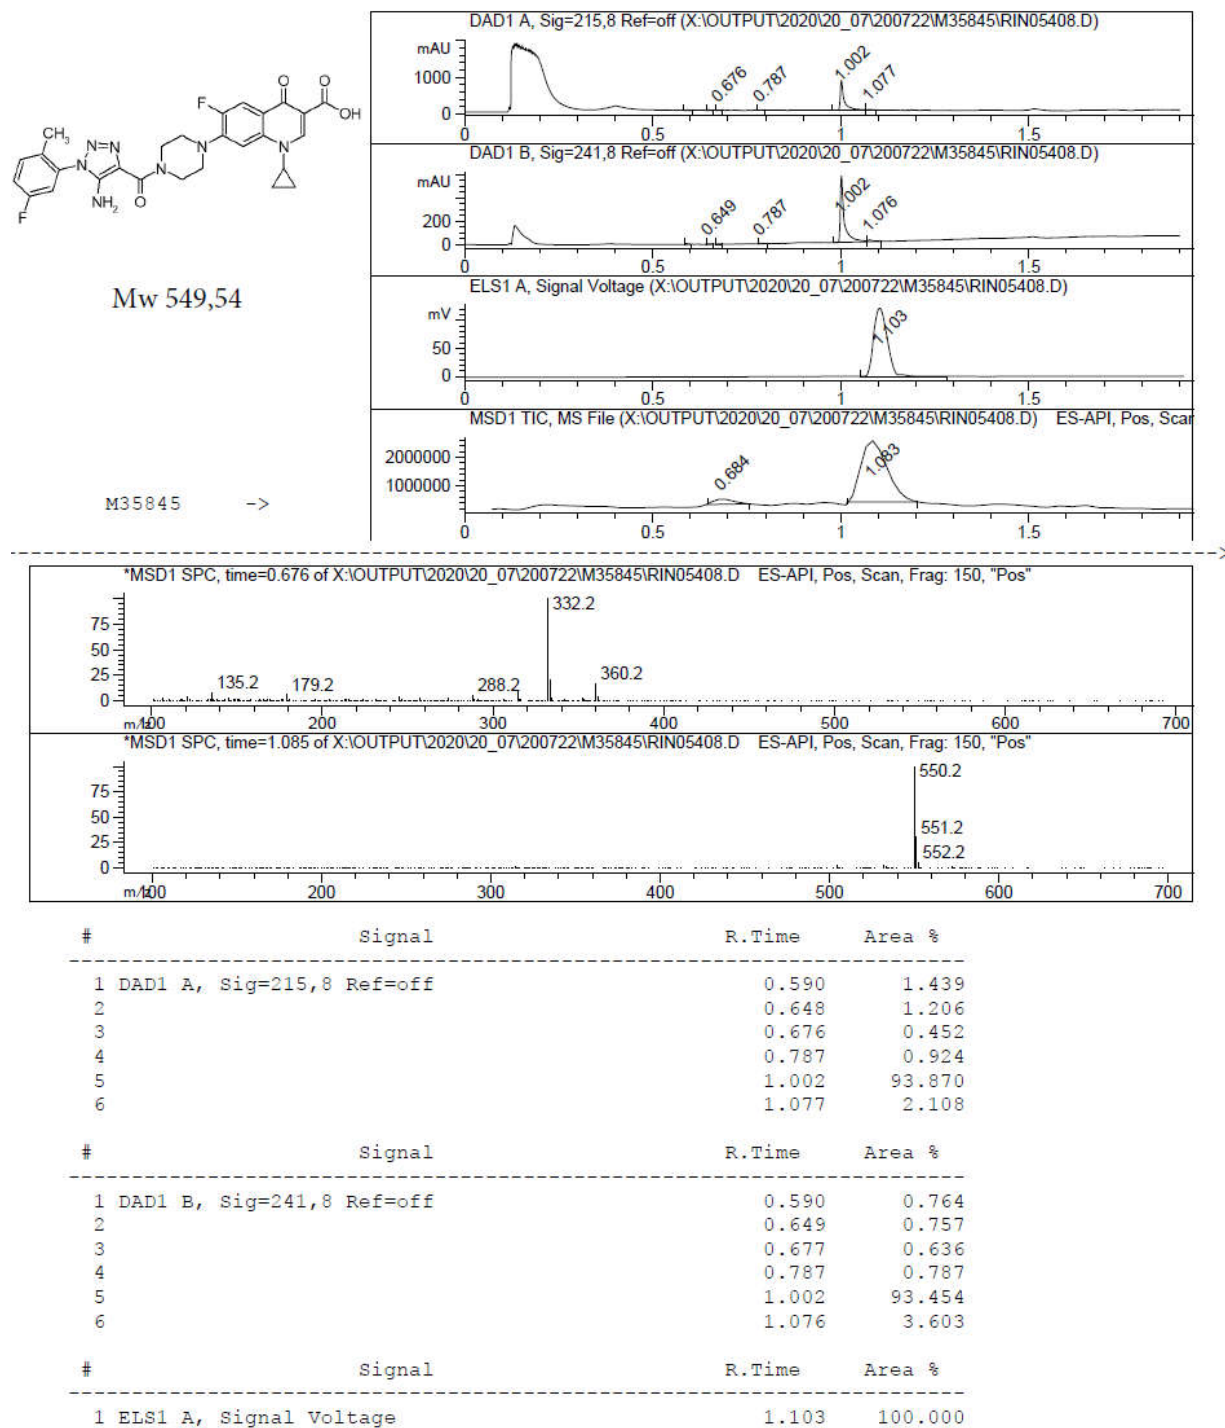 DAD1 A, Sig=215,8 Ref=off (X:\OUTPUT\2020\20_07\200722\M35845\RIN05408.D)
mAU
1000
0
0.676
0.787
1.002
1.077
0 0.5 1 1.5
DAD1 B, Sig=241,8 Ref=off (X:\OUTPUT\2020\20_07\200722\M35845\RIN05408.D)
mAU
200
0
0.649
0.787
1.002
1.076
0 0.5 1 1.5
ELS1 A, Signal Voltage (X:\OUTPUT\2020\20_07\200722\M35845\RIN05408.D)
mV
50
0
1.103
0 0.5 1 1.5
MSD1 TIC, MS File (X:\OUTPUT\2020\20_07\200722\M35845\RIN05408.D) ES-API, Pos, Scan
2000000
1000000
0.684
1.083
0 0.5 1 1.5
O O
F OH
CH3
N=N
N N
N N
NH2 O
F
Mw 549,54
M35845 ->
*MSD1 SPC, time=0.676 of X:\OUTPUT\2020\20_07\200722\M35845\RIN05408.D ES-API, Pos, Scan, Frag: 150, "Pos"
75
50
25
0
135.2 179.2 288.2 332.2 360.2
m/z 100 200 300 400 500 600 700
*MSD1 SPC, time=1.085 of X:\OUTPUT\2020\20_07\200722\M35845\RIN05408.D ES-API, Pos, Scan, Frag: 150, "Pos"
75
50
25
0
550.2
551.2
552.2
m/z 100 200 300 400 500 600 700
# Signal R.Time Area %
1 DAD1 A, Sig=215,8 Ref=off 0.590 1.439
2 0.648 1.206
3 0.676 0.452
4 0.787 0.924
5 1.002 93.870
6 1.077 2.108
# Signal R.Time Area %
1 DAD1 B, Sig=241,8 Ref=off 0.590 0.764
2 0.649 0.757
3 0.677 0.636
4 0.787 0.787
5 1.002 93.454
6 1.076 3.603
# Signal R.Time Area %
1 ELS1 A, Signal Voltage 1.103 100.000